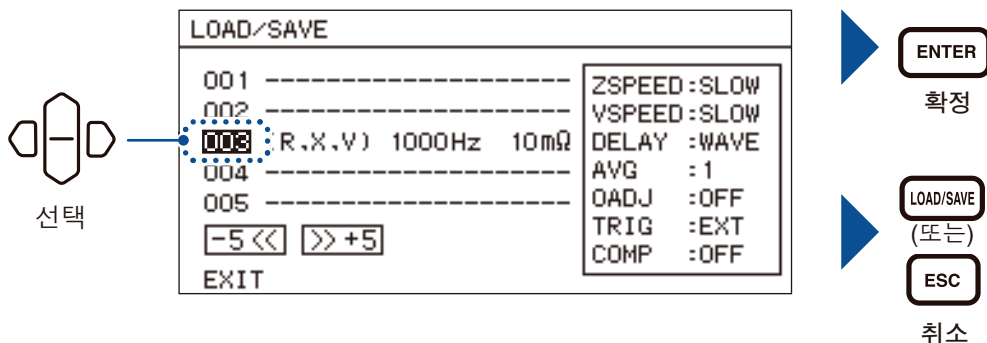 LOAD/SAVE
001 --------------------
002 --------------------
003 (R.X.V) 1000Hz 10mΩ
004 --------------------
005 --------------------
-5 << >> +5
EXIT
ZSPEED:SLOW
VSPEED:SLOW
DELAY :WAVE
AVG :1
OADJ :OFF
TRIG :EXT
COMP :OFF
선택
ENTER
확정
LOAD/SAVE
(또는)
ESC
취소